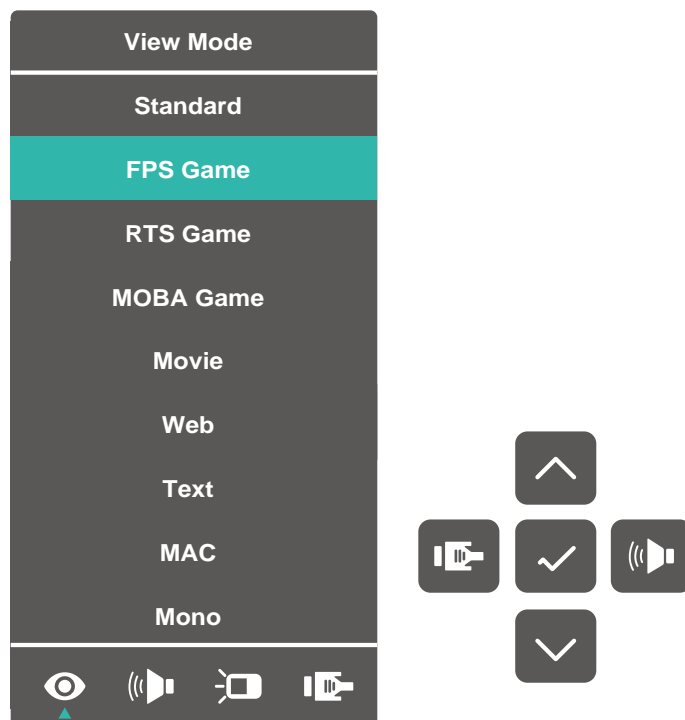 View Mode
Standard
FPS Game
RTS Game
MOBA Game
Movie
Web
Text
MAC
Mono